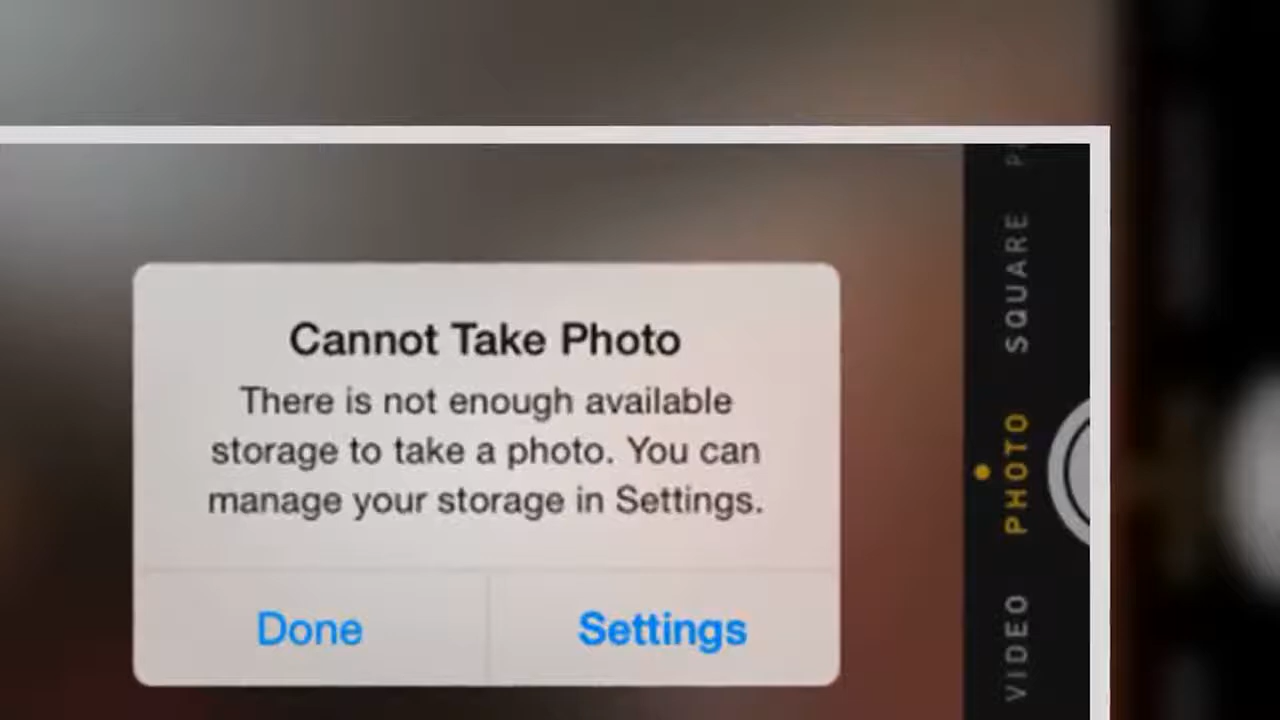 Cannot Take Photo
There is not enough available
storage to take a photo. You can
manage your storage in Settings.
Done
Settings
SQUARE
PHOTO
VIDEO